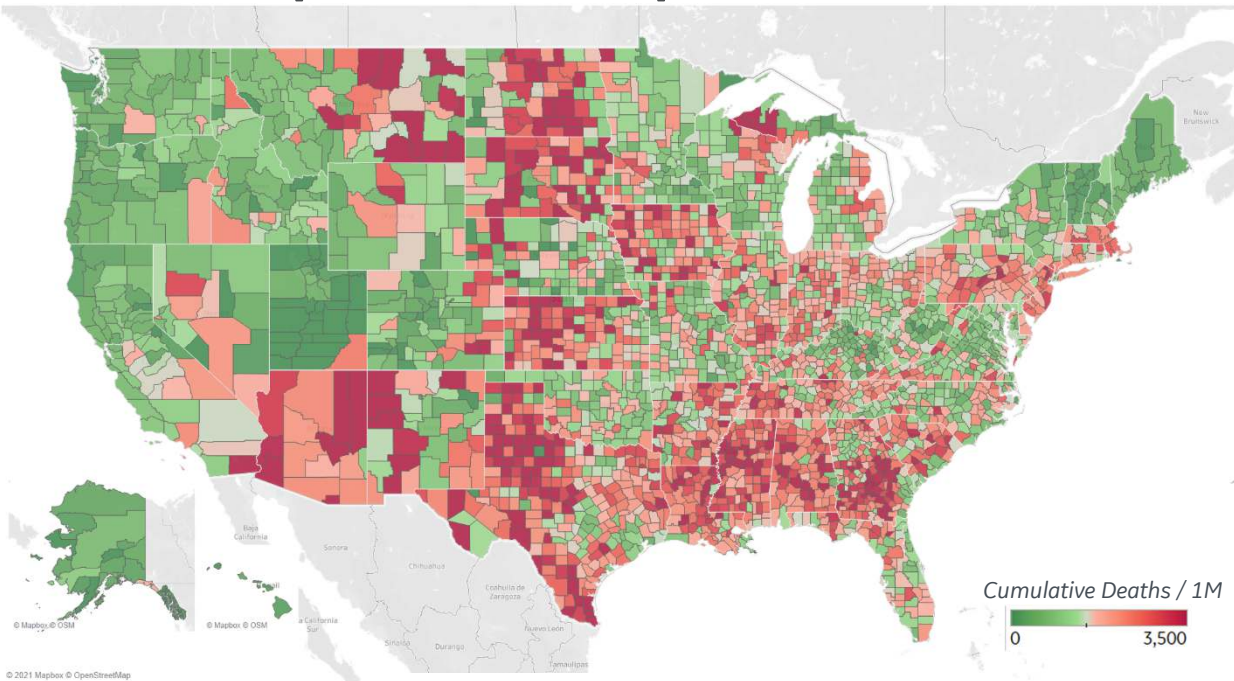 New
Brunswick
Baja
California
Sonora
Chihuahua
Coahuila de
Zaragoza
Nuevo León
Sinaloa
Durango
Tamaulipas
a California
Sur
© Mapbox © OSM
© Mapbox © OSM
Cumulative Deaths / 1M
0
3,500
© 2021 Mapbox © OpenStreetMap